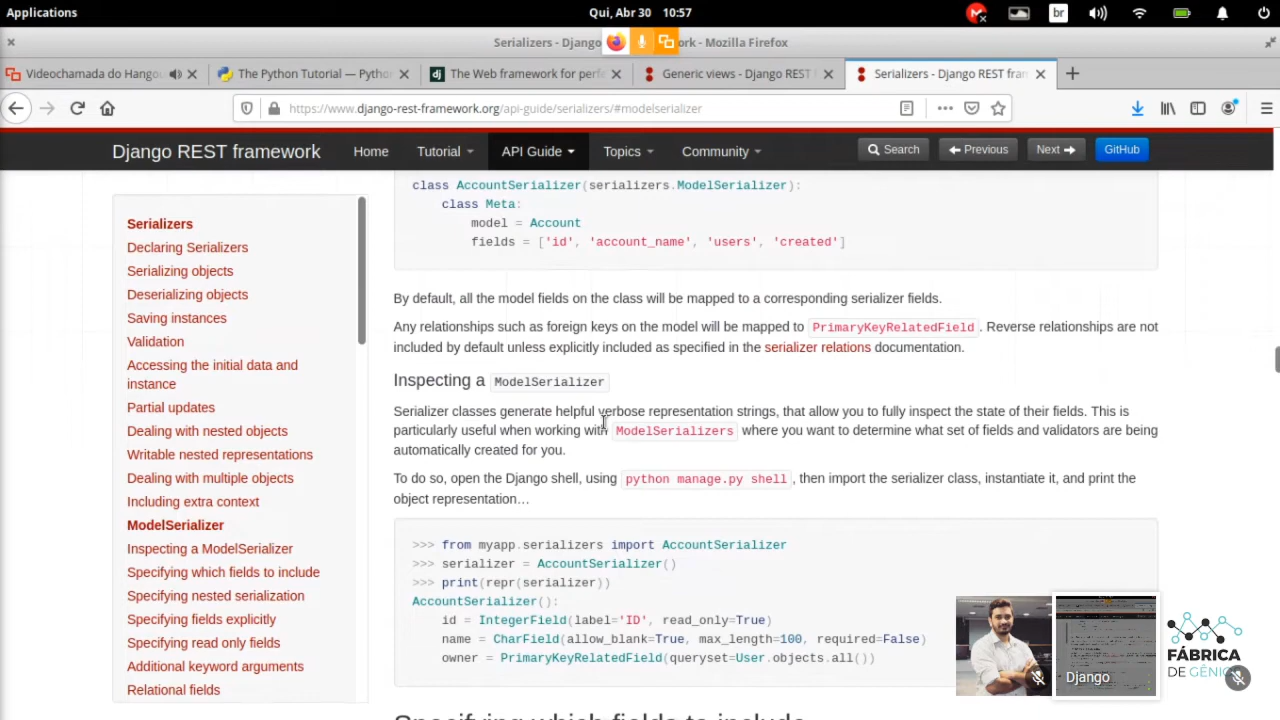 Applications
Qui, Abr 30 10:57
br
Serializers - Django
rk - Mozilla Firefox
Videochamada do Hangou
The Python Tutorial — Pytho
The Web framework for perfe
Generic views - Django REST
Serializers - Django REST fram
https://www.django-rest-framework.org/api-guide/serializers/#modelserializer
Django REST framework
Home
Tutorial
API Guide
Topics
Community
Search
Previous
Next
GitHub
Serializers
Declaring Serializers
Serializing objects
Deserializing objects
Saving instances
Validation
Accessing the initial data and
instance
Partial updates
Dealing with nested objects
Writable nested representations
Dealing with multiple objects
Including extra context
ModelSerializer
Inspecting a ModelSerializer
Specifying which fields to include
Specifying nested serialization
Specifying fields explicitly
Specifying read only fields
Additional keyword arguments
Relational fields
class AccountSerializer(serializers.ModelSerializer):
class Meta:
model = Account
fields = ['id', 'account_name', 'users', 'created']
By default, all the model fields on the class will be mapped to a corresponding serializer fields.
Any relationships such as foreign keys on the model will be mapped to PrimaryKeyRelatedField. Reverse relationships are not
included by default unless explicitly included as specified in the serializer relations documentation.
Inspecting a ModelSerializer
Serializer classes generate helpful verbose representation strings, that allow you to fully inspect the state of their fields. This is
particularly useful when working with ModelSerializers where you want to determine what set of fields and validators are being
automatically created for you.
To do so, open the Django shell, using python manage.py shell, then import the serializer class, instantiate it, and print the
object representation…
>>> from myapp.serializers import AccountSerializer
>>> serializer = AccountSerializer()
>>> print(repr(serializer))
AccountSerializer():
id = IntegerField(label='ID', read_only=True)
name = CharField(allow_blank=True, max_length=100, required=False)
owner = PrimaryKeyRelatedField(queryset=User.objects.all())
Specifying which fields to include
Django
FÁBRICA
DE GÊNIO